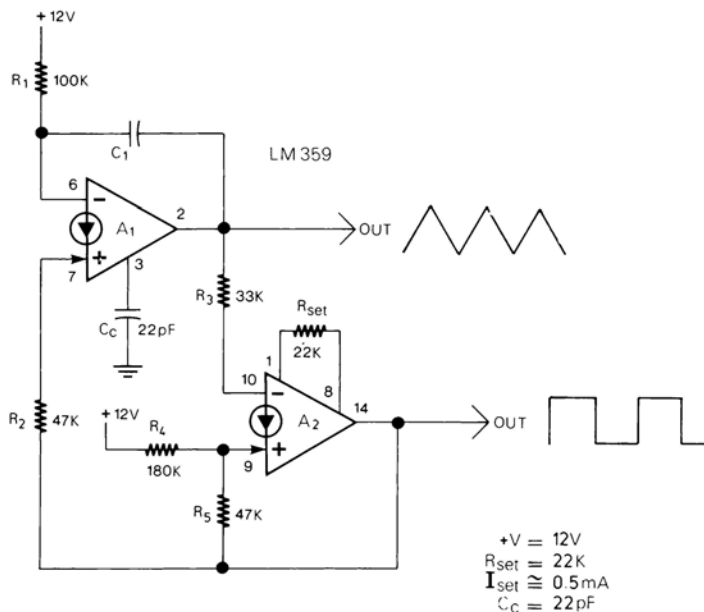 + 12V
R1
100K
C1
LM 359
6
−
A1
2
OUT
+
7
3
Cc
22pF
R3
33K
Rset
22K
1
8
10
−
A2
14
OUT
+ 12V
R4
180K
+
9
R2
47K
R5
47K
+V = 12V
Rset = 22K
Iset ≅ 0.5mA
Cc = 22pF